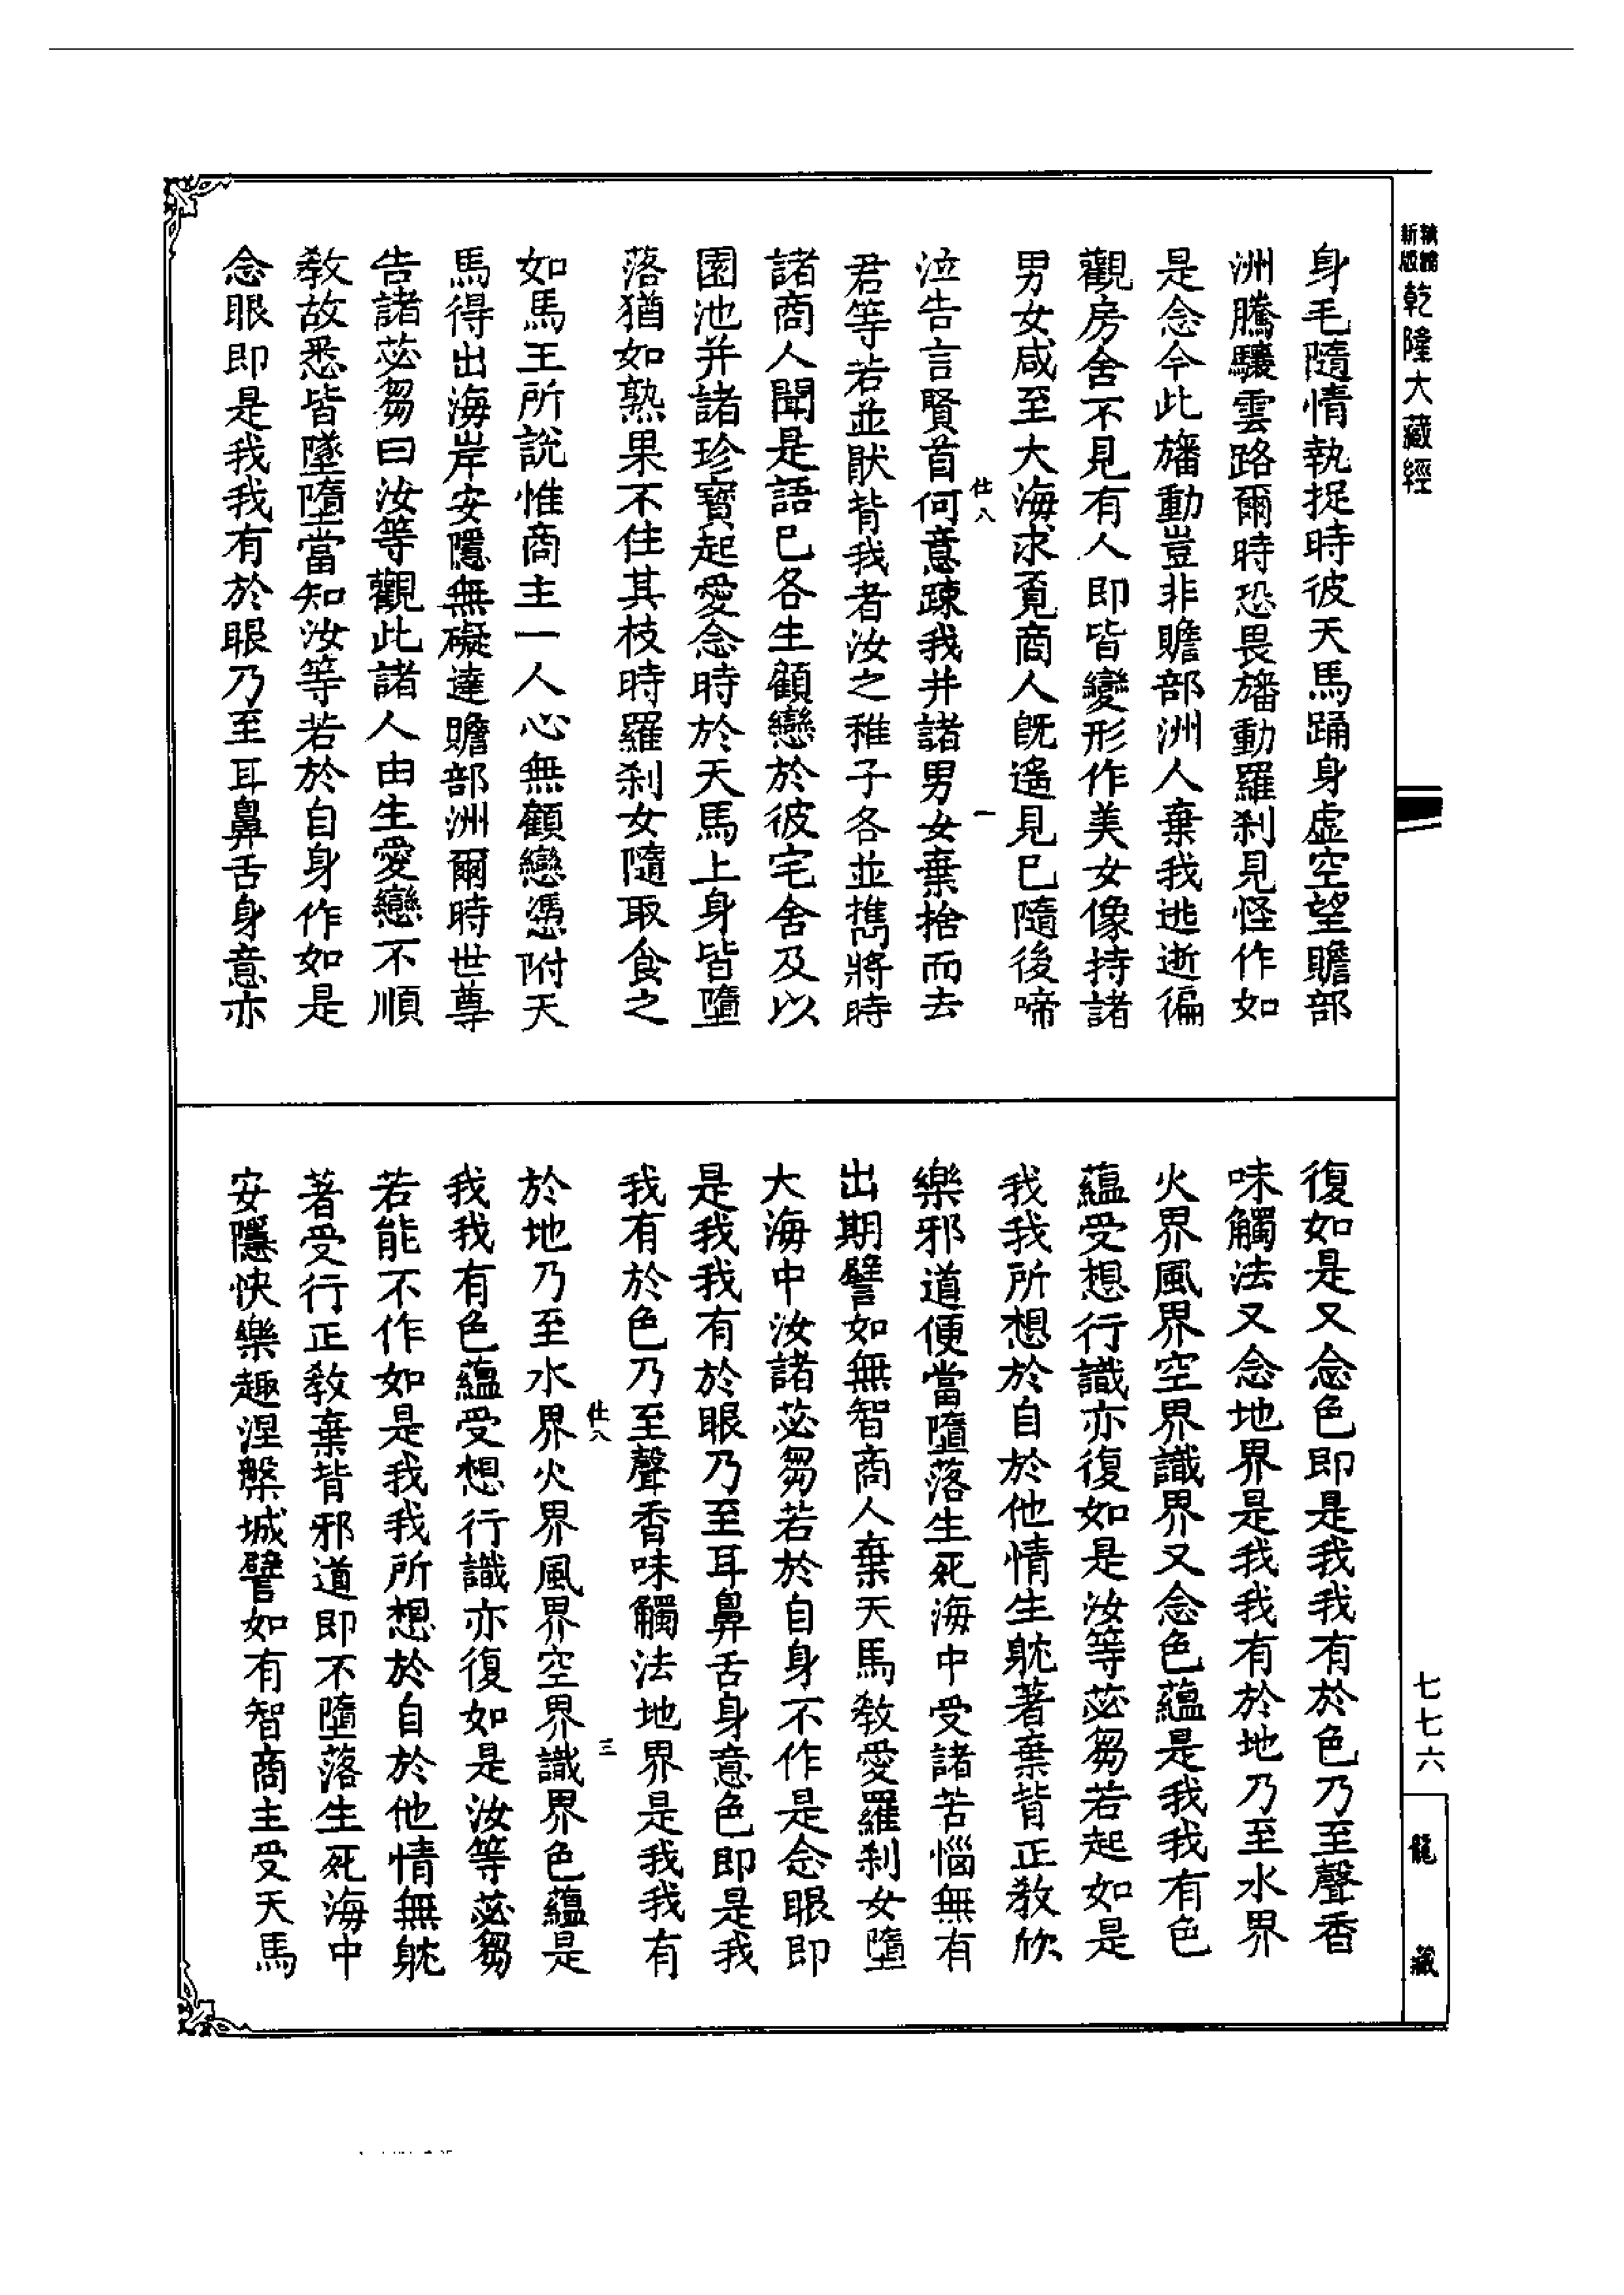 新編縮版乾隆大藏經
身毛隨情執捉時彼天馬踊身虛空望贍部
洲騰驤雲路爾時恐畏旛動羅刹見怪作如
是念今此旛動豈非贍部洲人棄我逃逝徧
觀房舍不見有人即皆變形作美女像持諸
男女咸至大海求覓商人旣遙見已隨後啼
仕八 一
泣告言賢首何意踈我并諸男女棄捨而去
君等若並猒背我者汝之稚子各並擕將時
諸商人聞是語已各生顧戀於彼宅舍及以
園池并諸珍寶起愛念時於天馬上身皆墮
落猶如熟果不住其枝時羅刹女隨取食之
如馬王所說惟商主一人心無顧戀憑附天
馬得出海岸安隱無礙達贍部洲爾時世尊
告諸苾芻曰汝等觀此諸人由生愛戀不順
教故悉皆墜墮當知汝等若於自身作如是
念眼即是我我有於眼乃至耳鼻舌身意亦
復如是又念色即是我我有於色乃至聲香
味觸法又念地界是我我有於地乃至水界
火界風界空界識界又念色蘊是我我有色
蘊受想行識亦復如是汝等苾芻若起如是
我我所想於自於他情生躭著棄背正教欣
樂邪道便當墮落生死海中受諸苦惱無有
出期譬如無智商人棄天馬教愛羅刹女墮
大海中汝諸苾芻若於自身不作是念眼即
是我我有於眼乃至耳鼻舌身意色即是我
我有於色乃至聲香味觸法地界是我我有
仕八 三
於地乃至水界火界風界空界識界色蘊是
我我有色蘊受想行識亦復如是汝等苾芻
若能不作如是我我所想於自於他情無躭
著受行正教棄背邪道即不墮落生死海中
安隱快樂趣涅槃城譬如有智商主受天馬
七七六
龍藏